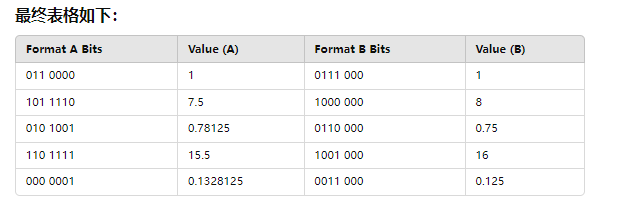 最终表格如下：
Format A Bits Value (A) Format B Bits Value (B)
011 0000 1 0111 000 1
101 1110 7.5 1000 000 8
010 1001 0.78125 0110 000 0.75
110 1111 15.5 1001 000 16
000 0001 0.1328125 0011 000 0.125